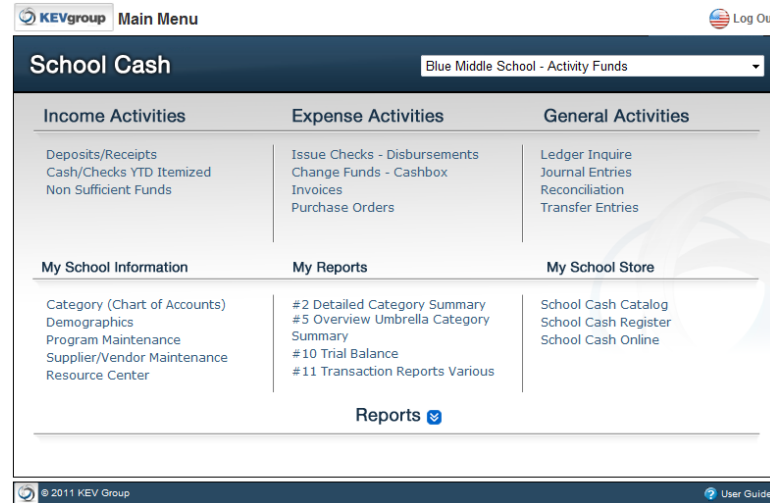 KEVgroup Main Menu
Log Ou
School Cash
Blue Middle School - Activity Funds
Income Activities
Deposits/Receipts
Cash/Checks YTD Itemized
Non Sufficient Funds
Expense Activities
Issue Checks - Disbursements
Change Funds - Cashbox
Invoices
Purchase Orders
General Activities
Ledger Inquire
Journal Entries
Reconciliation
Transfer Entries
My School Information
Category (Chart of Accounts)
Demographics
Program Maintenance
Supplier/Vendor Maintenance
Resource Center
My Reports
#2 Detailed Category Summary
#5 Overview Umbrella Category
Summary
#10 Trial Balance
#11 Transaction Reports Various
My School Store
School Cash Catalog
School Cash Register
School Cash Online
Reports
© 2011 KEV Group
User Guide